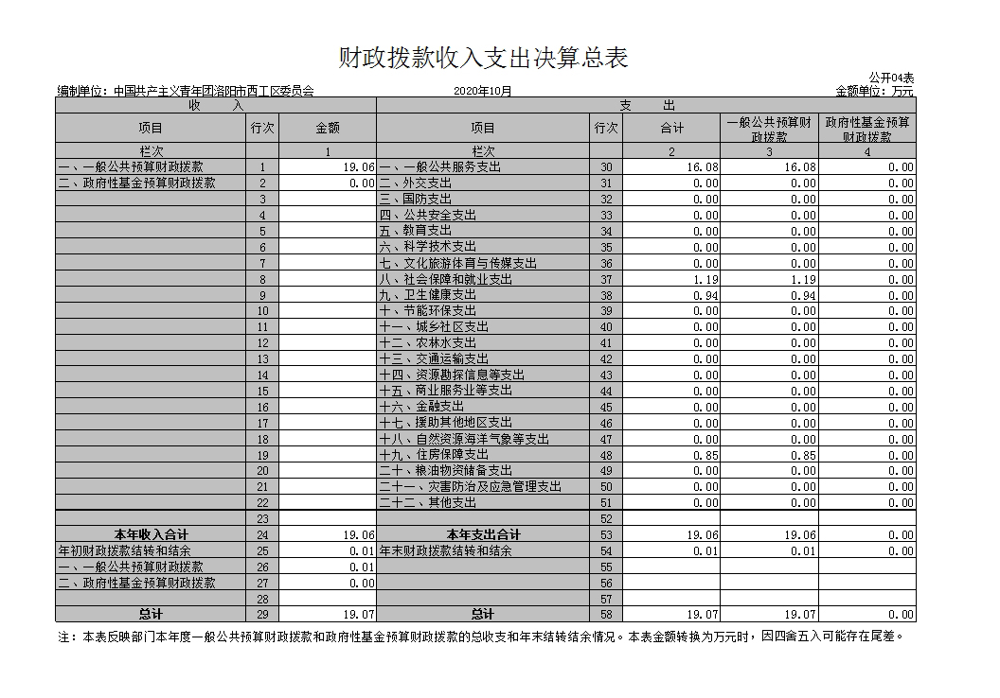 财政拨款收入支出决算总表
公开04表
编制单位：中国共产主义青年团洛阳市西工区委员会 2020年10月 金额单位：万元
收 入 支 出
项目 行次 金额 项目 行次 合计 一般公共预算财政拨款 政府性基金预算财政拨款
栏次 1 栏次 2 3 4
一、一般公共预算财政拨款 1 19.06 一、一般公共服务支出 30 16.08 16.08 0.00
二、政府性基金预算财政拨款 2 0.00 二、外交支出 31 0.00 0.00 0.00
3 三、国防支出 32 0.00 0.00 0.00
4 四、公共安全支出 33 0.00 0.00 0.00
5 五、教育支出 34 0.00 0.00 0.00
6 六、科学技术支出 35 0.00 0.00 0.00
7 七、文化旅游体育与传媒支出 36 0.00 0.00 0.00
8 八、社会保障和就业支出 37 1.19 1.19 0.00
9 九、卫生健康支出 38 0.94 0.94 0.00
10 十、节能环保支出 39 0.00 0.00 0.00
11 十一、城乡社区支出 40 0.00 0.00 0.00
12 十二、农林水支出 41 0.00 0.00 0.00
13 十三、交通运输支出 42 0.00 0.00 0.00
14 十四、资源勘探信息等支出 43 0.00 0.00 0.00
15 十五、商业服务业等支出 44 0.00 0.00 0.00
16 十六、金融支出 45 0.00 0.00 0.00
17 十七、援助其他地区支出 46 0.00 0.00 0.00
18 十八、自然资源海洋气象等支出 47 0.00 0.00 0.00
19 十九、住房保障支出 48 0.85 0.85 0.00
20 二十、粮油物资储备支出 49 0.00 0.00 0.00
21 二十一、灾害防治及应急管理支出 50 0.00 0.00 0.00
22 二十二、其他支出 51 0.00 0.00 0.00
23 52
本年收入合计 24 19.06 本年支出合计 53 19.06 19.06 0.00
年初财政拨款结转和结余 25 0.01 年末财政拨款结转和结余 54 0.01 0.01 0.00
一、一般公共预算财政拨款 26 0.01 55
二、政府性基金预算财政拨款 27 0.00 56
28 57
总计 29 19.07 总计 58 19.07 19.07 0.00
注：本表反映部门本年度一般公共预算财政拨款和政府性基金预算财政拨款的总收支和年末结转结余情况。本表金额转换为万元时，因四舍五入可能存在尾差。